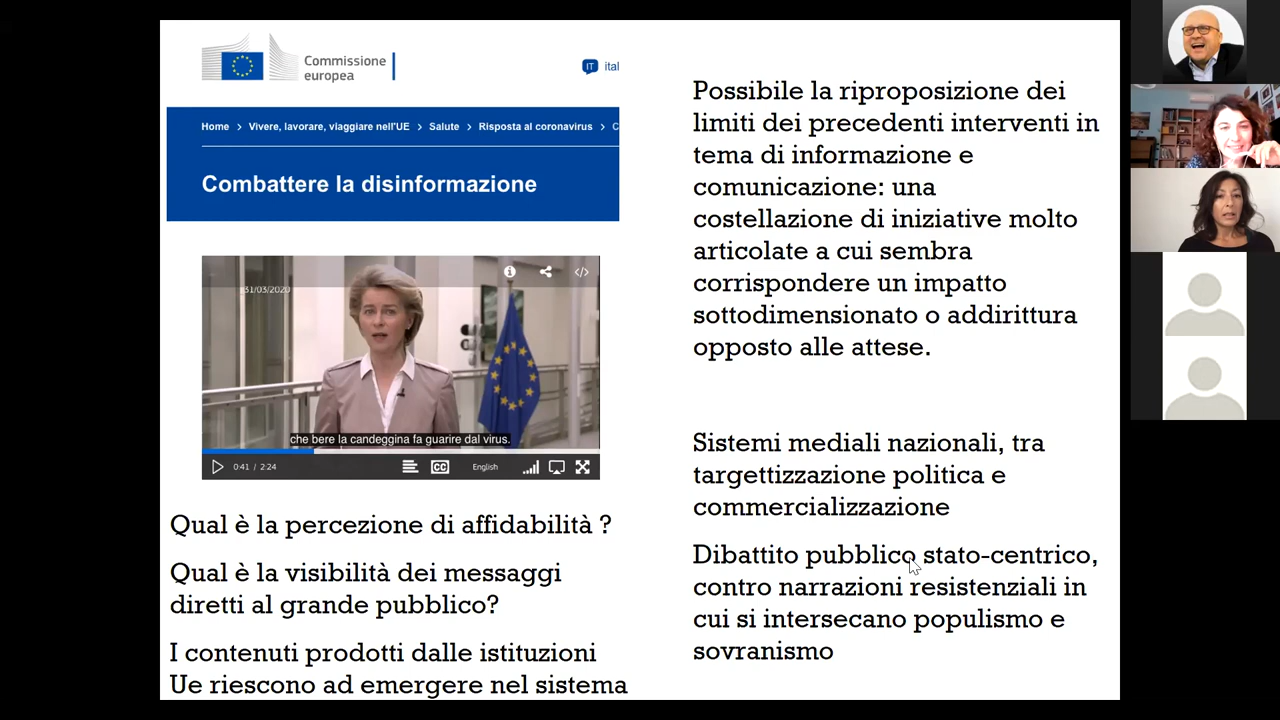 Commissione
europea
IT ital
Home > Vivere, lavorare, viaggiare nell'UE > Salute > Risposta al coronavirus > C
Combattere la disinformazione
31/03/2020
che bere la candeggina fa guarire dal virus.
0:41 / 2:24
CC
English
Qual è la percezione di affidabilità ?
Qual è la visibilità dei messaggi
diretti al grande pubblico?
I contenuti prodotti dalle istituzioni
Ue riescono ad emergere nel sistema
Possibile la riproposizione dei
limiti dei precedenti interventi in
tema di informazione e
comunicazione: una
costellazione di iniziative molto
articolate a cui sembra
corrispondere un impatto
sottodimensionato o addirittura
opposto alle attese.
Sistemi mediali nazionali, tra
targettizzazione politica e
commercializzazione
Dibattito pubblico stato-centrico,
contro narrazioni resistenziali in
cui si intersecano populismo e
sovranismo